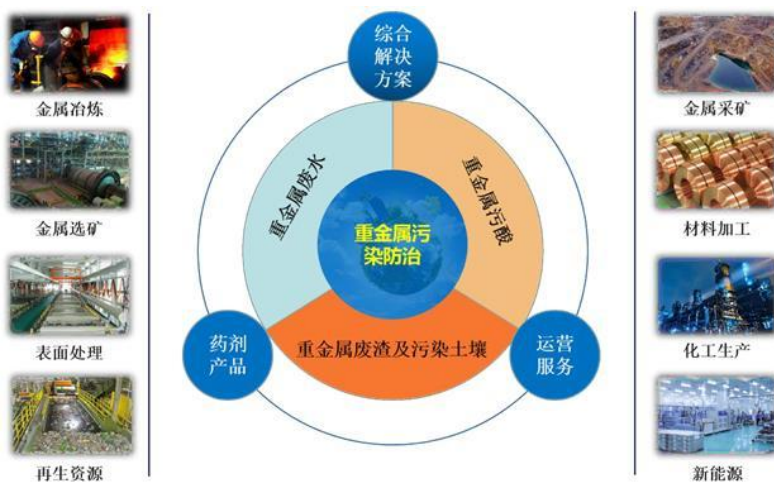 综合
解决
方案
金属冶炼
金属选矿
表面处理
再生资源
重金属废水
重金属污酸
重金属污
染防治
重金属废渣及污染土壤
药剂
产品
运营
服务
金属采矿
材料加工
化工生产
新能源